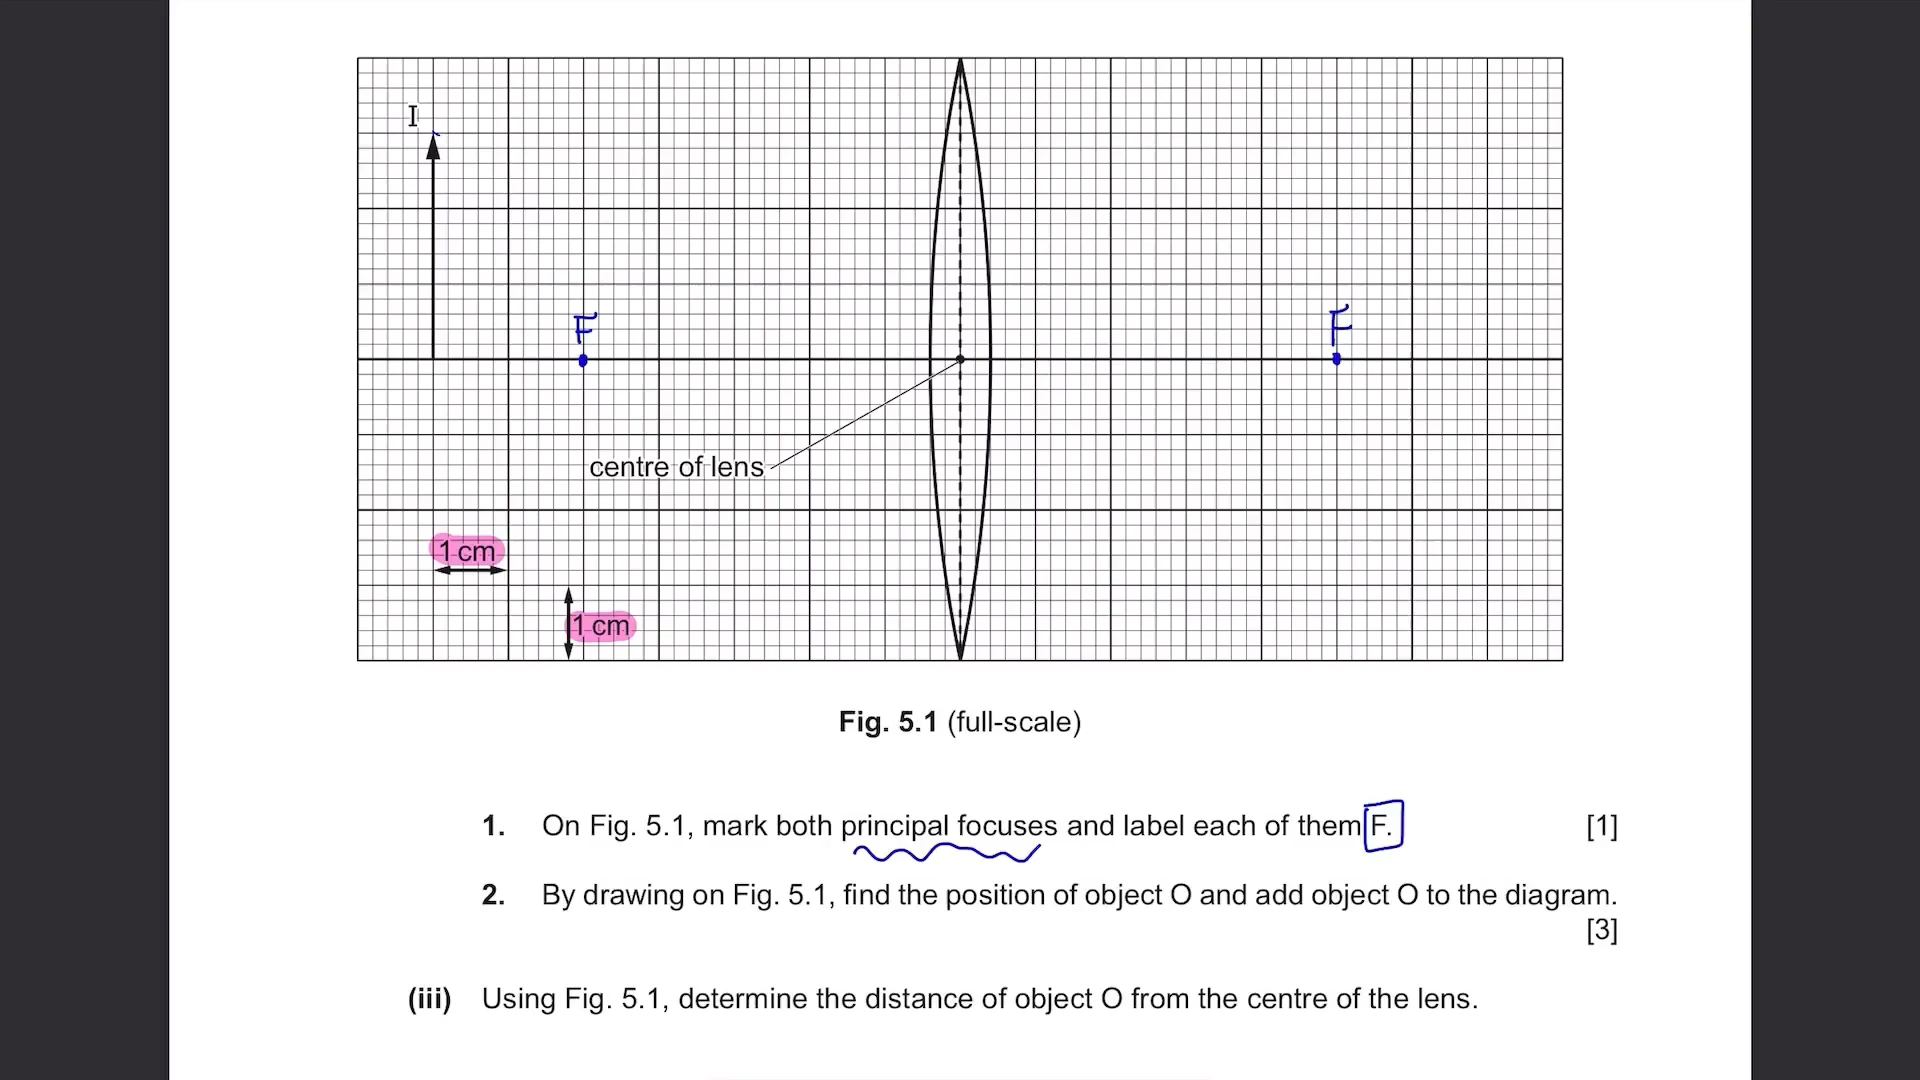 I
F
F
centre of lens
1 cm
1 cm
Fig. 5.1 (full-scale)
1. On Fig. 5.1, mark both principal focuses and label each of them F. [1]
2. By drawing on Fig. 5.1, find the position of object O and add object O to the diagram.
[3]
(iii) Using Fig. 5.1, determine the distance of object O from the centre of the lens.